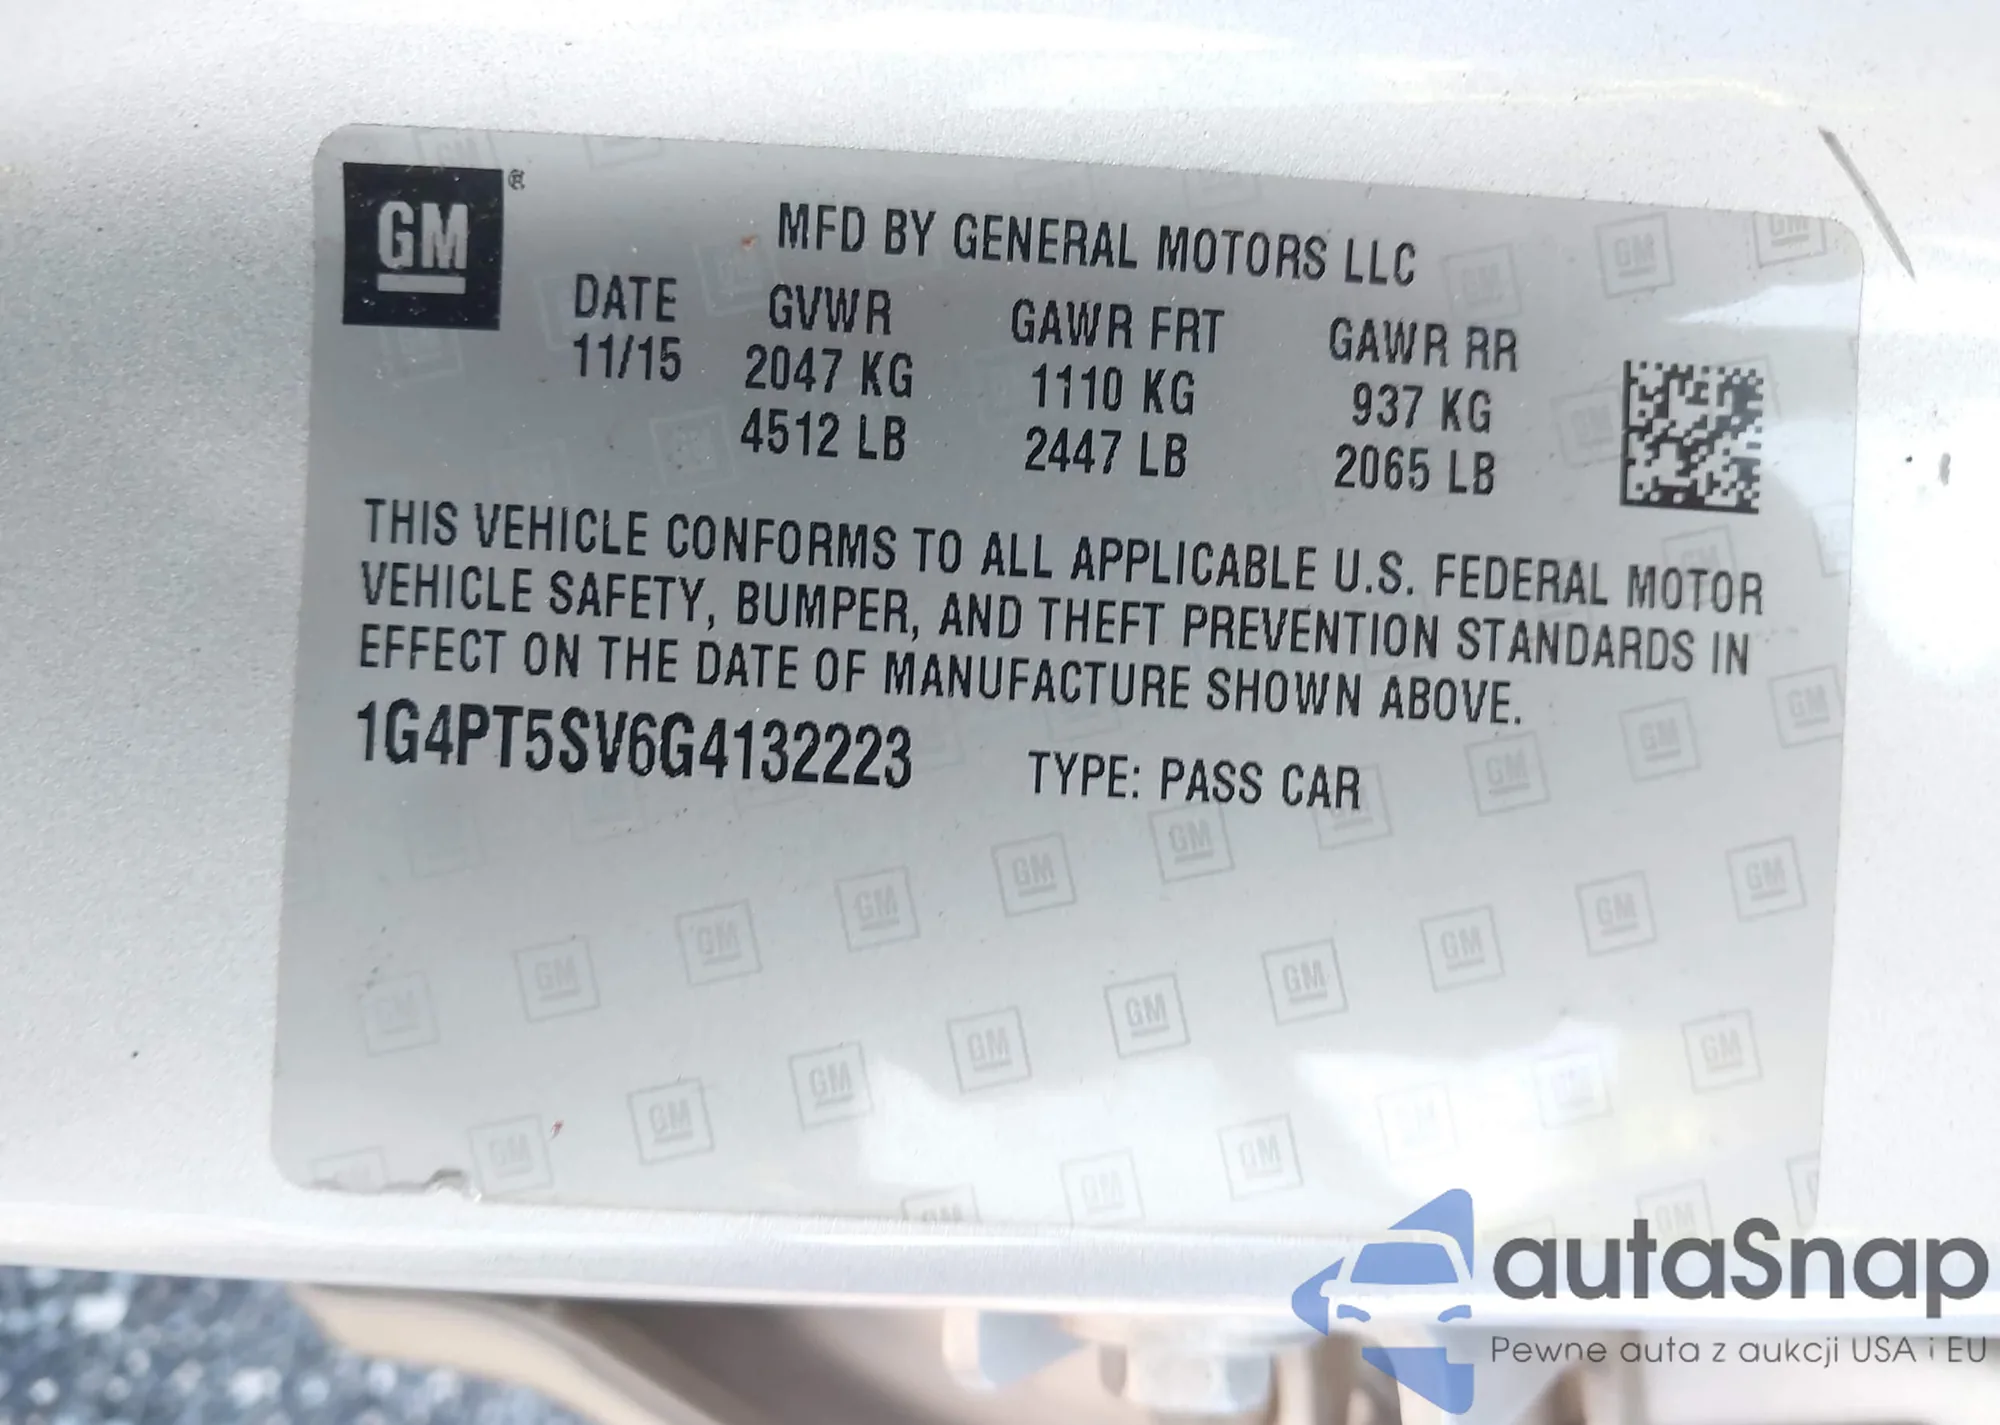 GM ®
MFD BY GENERAL MOTORS LLC
DATE GVWR GAWR FRT GAWR RR
11/15 2047 KG 1110 KG 937 KG
4512 LB 2447 LB 2065 LB
THIS VEHICLE CONFORMS TO ALL APPLICABLE U.S. FEDERAL MOTOR
VEHICLE SAFETY, BUMPER, AND THEFT PREVENTION STANDARDS IN
EFFECT ON THE DATE OF MANUFACTURE SHOWN ABOVE.
1G4PT5SV6G4132223 TYPE: PASS CAR
autaSnap
Pewne auta z aukcji USA i EU